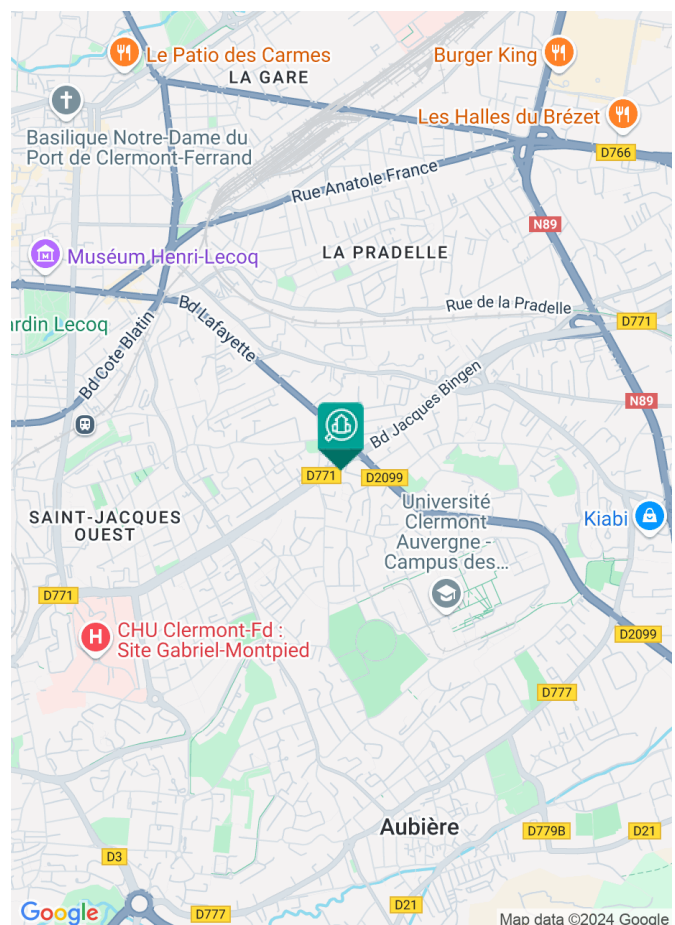 Le Patio des Carmes
LA GARE
Burger King
Les Halles du Brézet
Basilique Notre-Dame du
Port de Clermont-Ferrand
D766
Rue Anatole France
N89
Muséum Henri-Lecoq
LA PRADELLE
Rue de la Pradelle
D771
rdin Lecoq
Bd Lafayette
Bd Cote Blatin
Bd Jacques Bingen
N89
D771
D2099
SAINT-JACQUES
OUEST
Université
Clermont
Auvergne -
Campus des...
Kiabi
D771
H
CHU Clermont-Fd :
Site Gabriel-Montpied
D2099
D777
Aubière
D779B
D21
D3
D21
D777
Google
Map data ©2024 Google